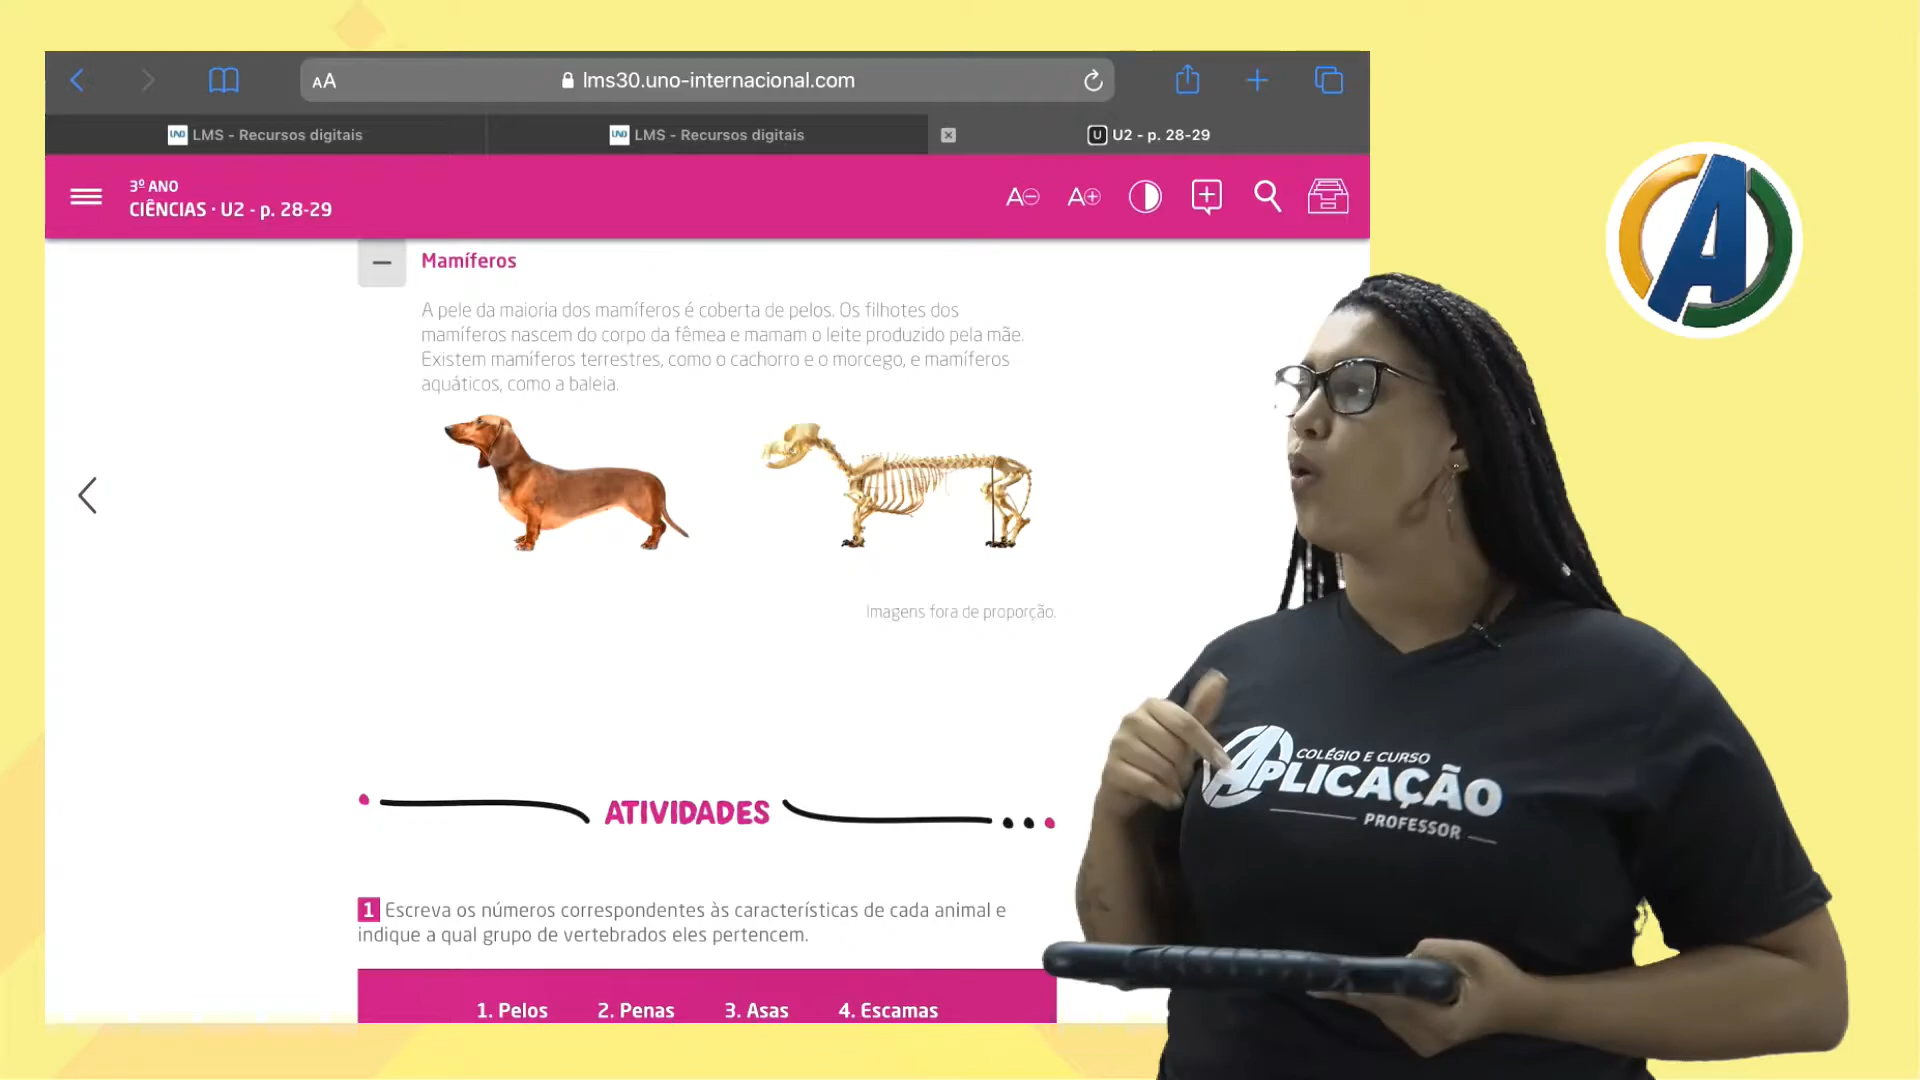 AA
lms30.uno-internacional.com
UNO LMS - Recursos digitais
UNO LMS - Recursos digitais
U U2 - p. 28-29
3º ANO
CIÊNCIAS · U2 - p. 28-29
A
A
Mamíferos
A pele da maioria dos mamíferos é coberta de pelos. Os filhotes dos
mamíferos nascem do corpo da fêmea e mamam o leite produzido pela mãe.
Existem mamíferos terrestres, como o cachorro e o morcego, e mamíferos
aquáticos, como a baleia.
Imagens fora de proporção.
ATIVIDADES
1 Escreva os números correspondentes às características de cada animal e
indique a qual grupo de vertebrados eles pertencem.
1. Pelos 2. Penas 3. Asas 4. Escamas
A
COLÉGIO E CURSO
APLICAÇÃO
PROFESSOR